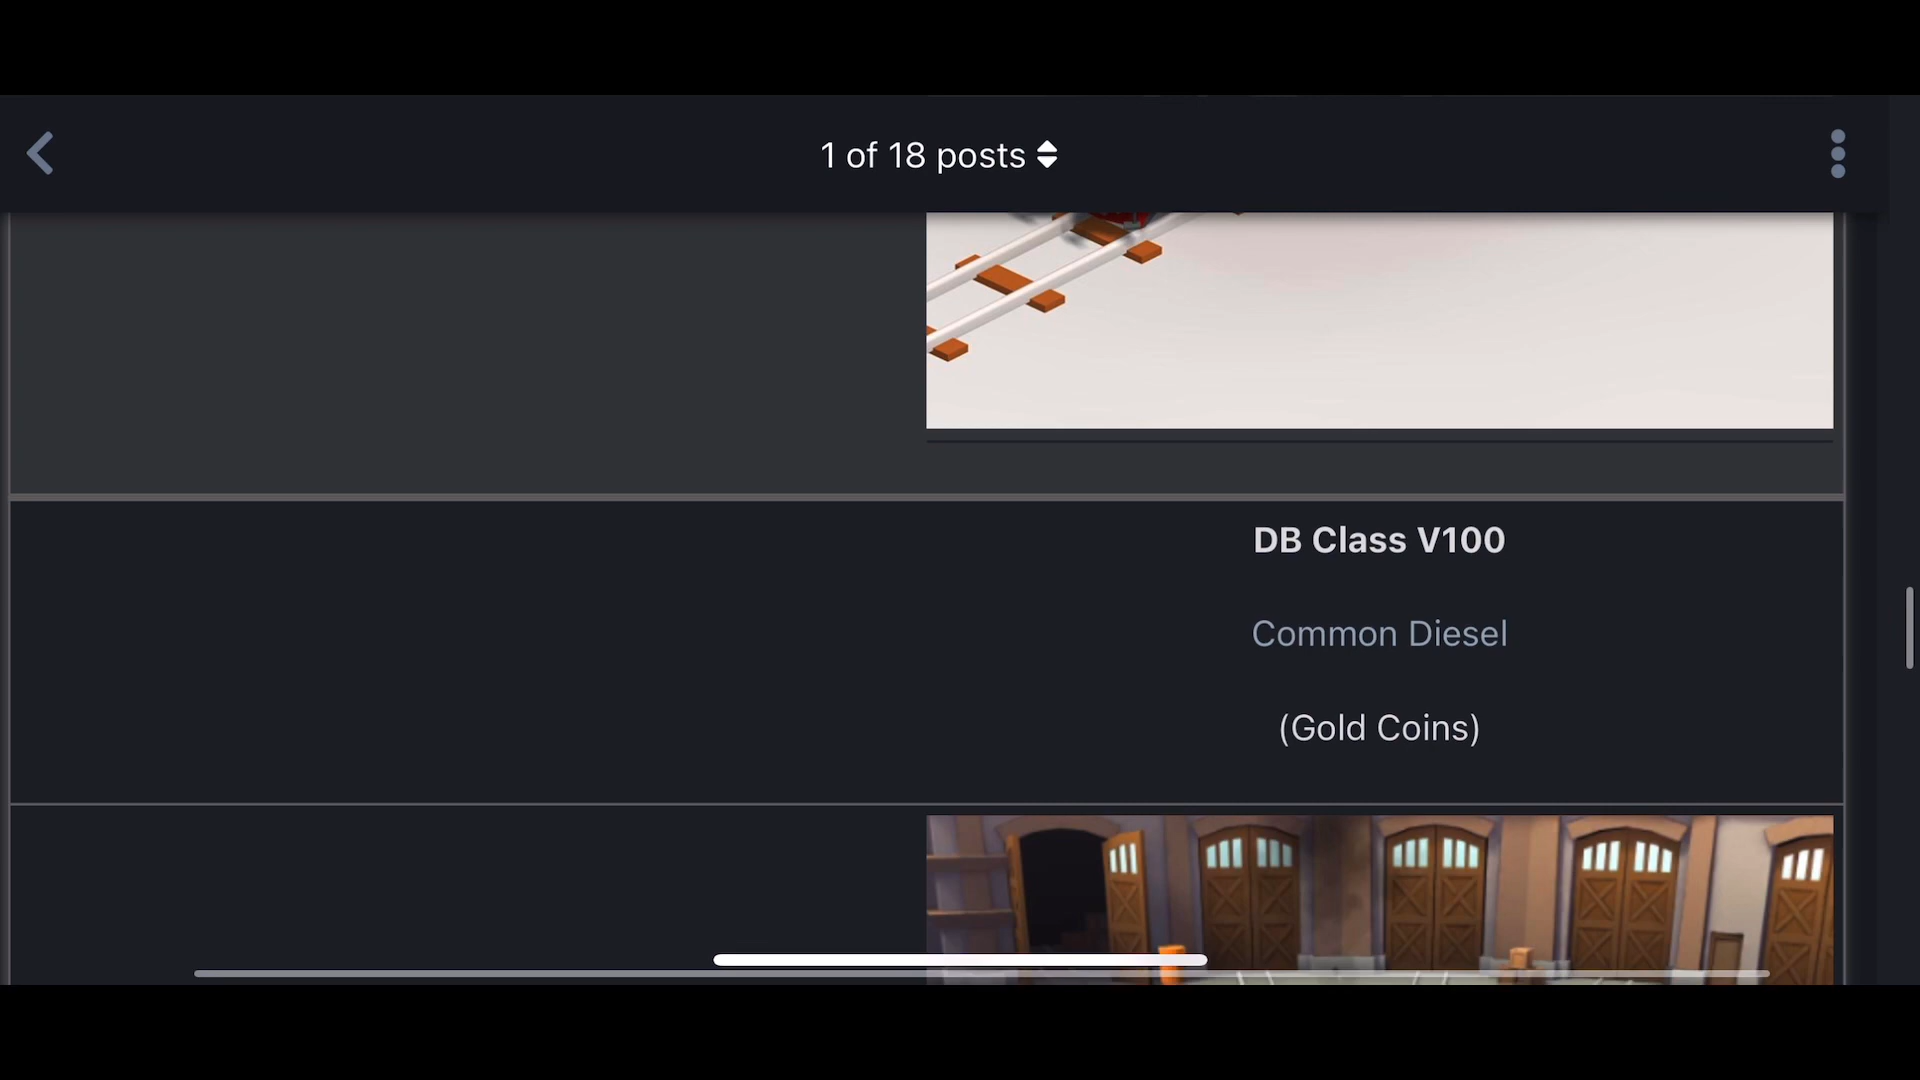 1 of 18 posts
DB Class V100
Common Diesel
(Gold Coins)